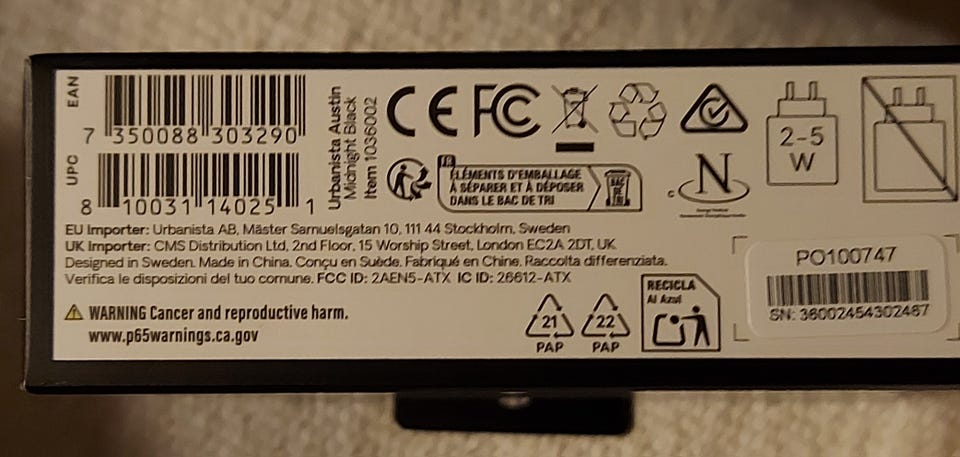 EAN
7 350088 303290
UPC
8 10031 14025 1
Urbanista Austin
Midnight Black
Item 1036002
CE FC
2-5
W
FR
ÉLÉMENTS D'EMBALLAGE
À SÉPARER ET À DÉPOSER
DANS LE BAC DE TRI
BAC
DE
TRI
c N
EU Importer: Urbanista AB, Mäster Samuelsgatan 10, 111 44 Stockholm, Sweden
UK Importer: CMS Distribution Ltd, 2nd Floor, 15 Worship Street, London EC2A 2DT, UK
Designed in Sweden. Made in China. Conçu en Suède. Fabriqué en Chine. Raccolta differenziata.
Verifica le disposizioni del tuo comune. FCC ID: 2AEN5-ATX IC ID: 26612-ATX
WARNING Cancer and reproductive harm.
www.p65warnings.ca.gov
21
PAP
22
PAP
RECICLA
Al Azul
PO100747
SN: 36002454302467